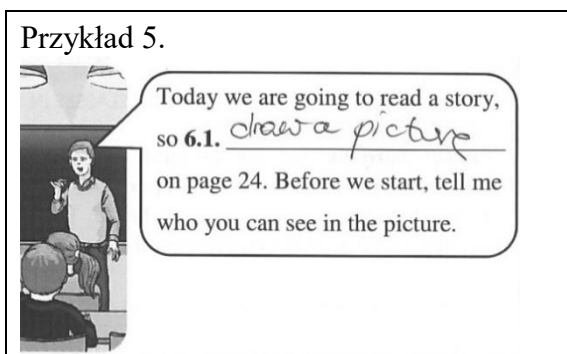 Przykład 5.
Today we are going to read a story,
so 6.1. draw a picture
on page 24. Before we start, tell me
who you can see in the picture.